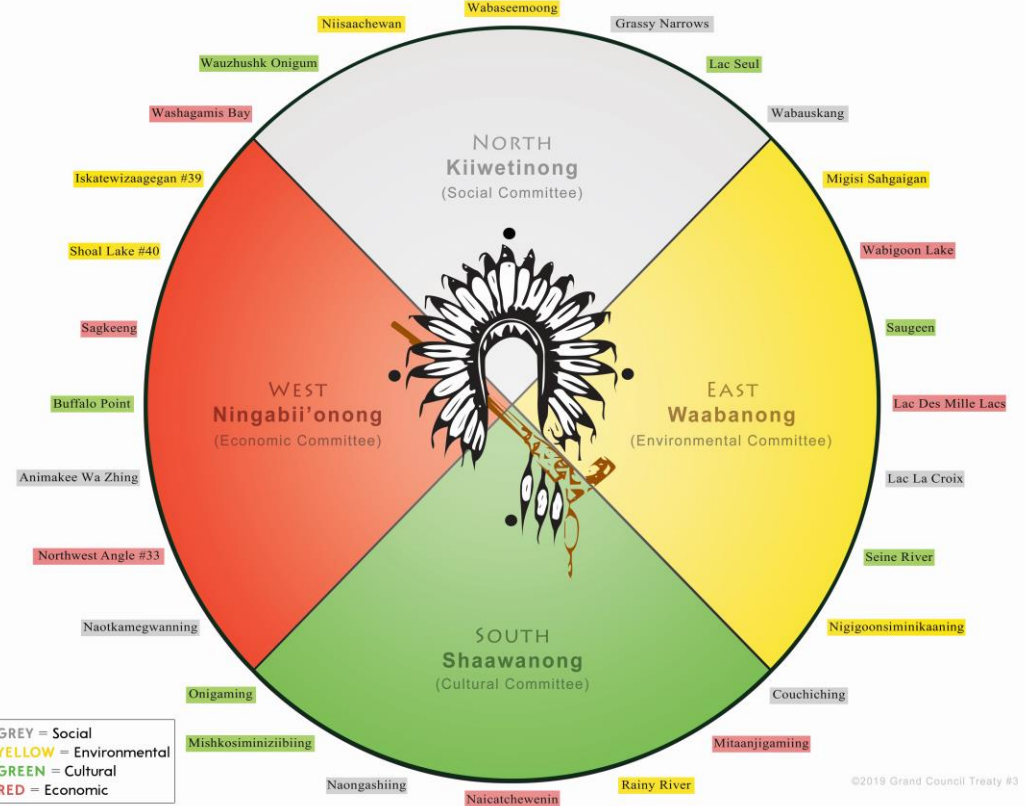 Wabaseemoong
Niisaachewan
Grassy Narrows
Wauzhushk Onigum
Lac Seul
Washagamis Bay
Wabauskang
NORTH
Kiiwetinong
(Social Committee)
Iskatewizaagegan #39
Migisi Sahgaigan
Shoal Lake #40
Wabigoon Lake
Sagkeeng
Saugeen
WEST
Ningabii'onong
(Economic Committee)
EAST
Waabanong
(Environmental Committee)
Buffalo Point
Lac Des Mille Lacs
Animakee Wa Zhing
Lac La Croix
Northwest Angle #33
Seine River
Naotkamegwanning
Nigigoonsiminikaaning
SOUTH
Shaawanong
(Cultural Committee)
Onigaming
Couchiching
Mishkosiminiziibiing
Mitaanjigamiing
Naongashiing
Rainy River
Naicatchewenin
GREY = Social
YELLOW = Environmental
GREEN = Cultural
RED = Economic
©2019 Grand Council Treaty #3